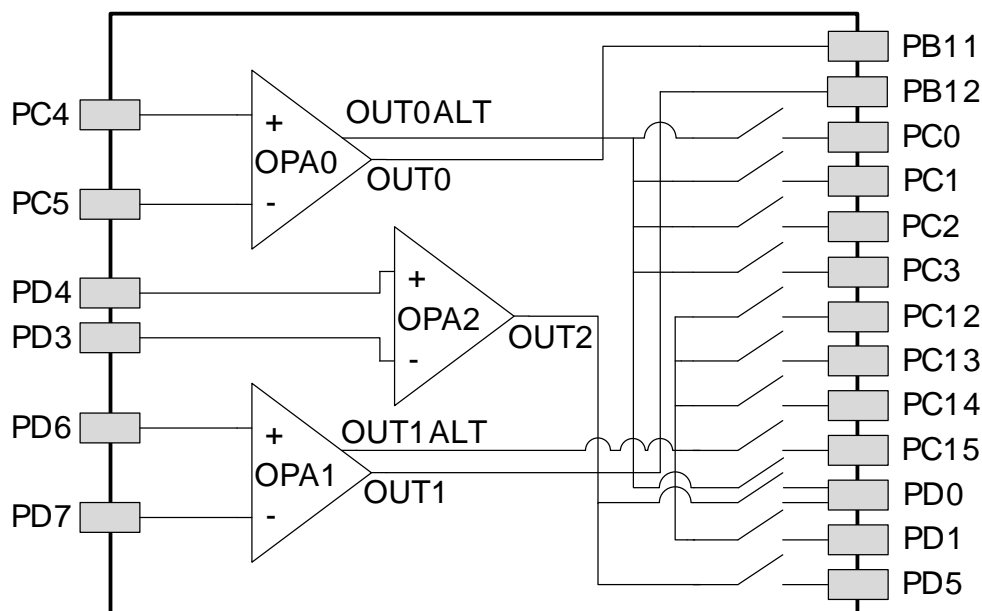 PB11
PB12
PC4
+
OUT0ALT
PC0
OPA0
OUT0
PC1
PC5
-
PC2
PD4
+
PC3
OPA2
PC12
PD3
OUT2
-
PC13
PD6
+
OUT1ALT
PC14
PC15
OPA1
OUT1
PD0
PD7
-
PD1
PD5